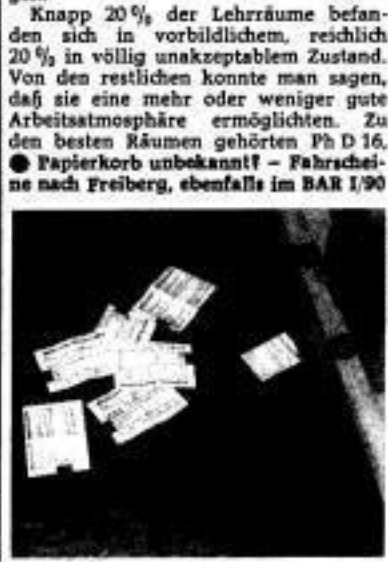 Knapp 20 % der Lehrräume befan-
den sich in vorbildlichem, reichlich
20 % in völlig unakzeptablem Zustand.
Von den restlichen konnte man sagen,
daß sie eine mehr oder weniger gute
Arbeitsatmosphäre ermöglichten. Zu
den besten Räumen gehörten Ph D 16,
● Papierkorb unbekannt? – Fahrschei-
ne nach Freiberg, ebenfalls im BAR I/90